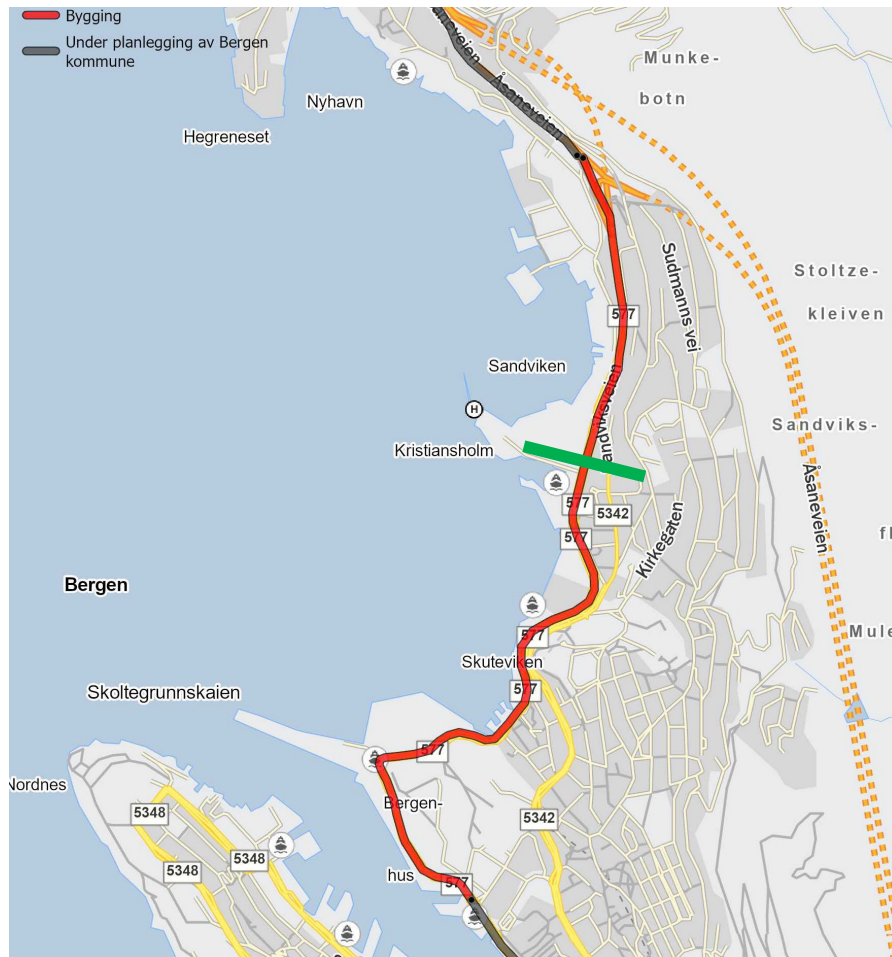 Bygging
Under planlegging av Bergen
kommune
Åsaneveien
Munke-
botn
Nyhavn
Hegreneset
Sudmanns vei
Stoltze-
kleiven
577
Sandviken
H
Sandviks-
Kristiansholm
Åsaneveien
577
5342
577
Kirkegaten
fl
Bergen
577
Mule
Skuteviken
Skoltegrunnskaien
577
577
Nordnes
Bergen-
5348
5342
5348
5348
hus
577